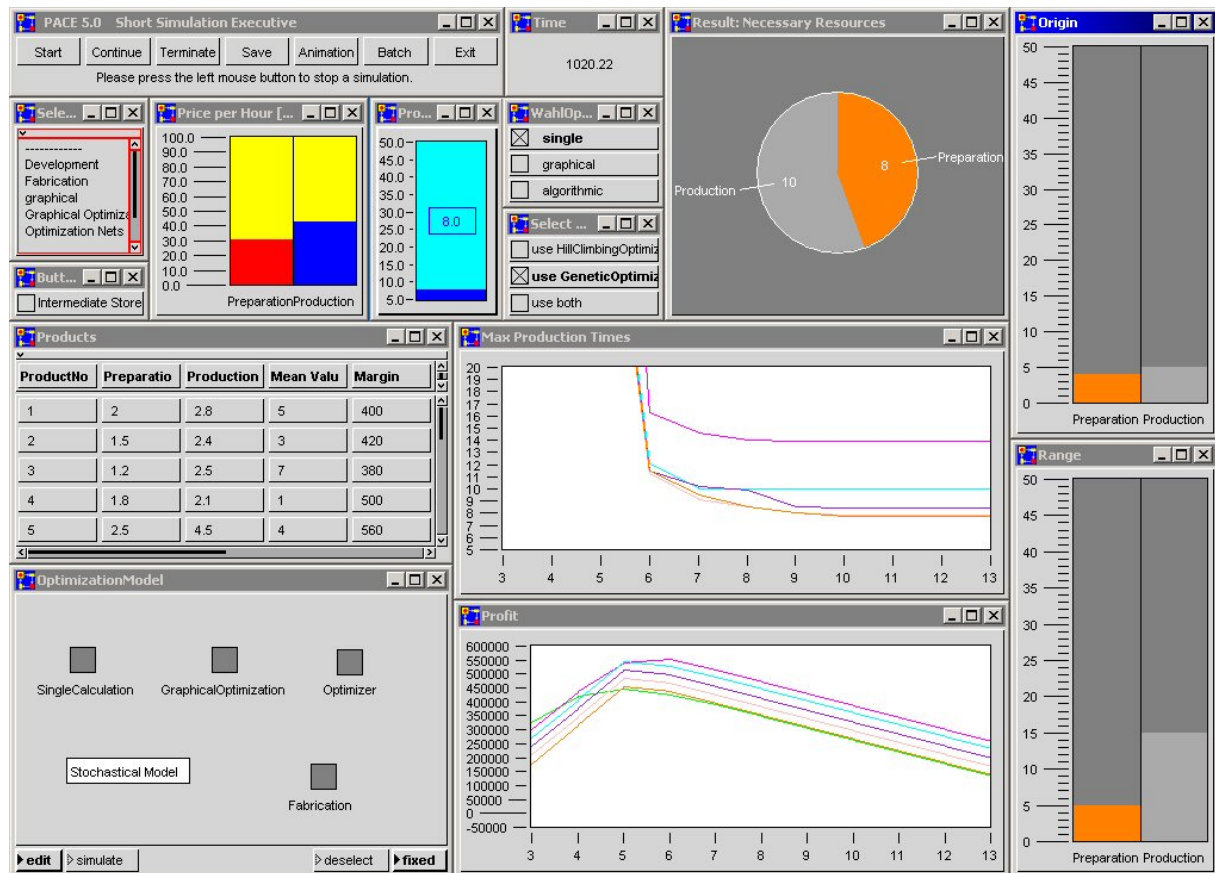 PACE 5.0 Short Simulation Executive
Start Continue Terminate Save Animation Batch Exit
Please press the left mouse button to stop a simulation.
Time
1020.22
Result: Necessary Resources
Preparation
8
Production
10
Origin
50
45
40
35
30
25
20
15
10
5
0
Preparation Production
Sele...
------------
Development
Fabrication
graphical
Graphical Optimiza
Optimization Nets
Butt...
Intermediate Store
Price per Hour [...
100.0
90.0
80.0
70.0
60.0
50.0
40.0
30.0
20.0
10.0
0.0
Preparation Production
Pro...
50.0
45.0
40.0
35.0
30.0
25.0
20.0
15.0
10.0
5.0
8.0
WahlOp...
single
graphical
algorithmic
Select ...
use HillClimbingOptimiz
use GeneticOptimiz
use both
Products
ProductNo Preparatio Production Mean Valu Margin
1 2 2.8 5 400
2 1.5 2.4 3 420
3 1.2 2.5 7 380
4 1.8 2.1 1 500
5 2.5 4.5 4 560
Max Production Times
20
19
18
17
16
15
14
13
12
11
10
9
8
7
6
5
3 4 5 6 7 8 9 10 11 12 13
Range
50
45
40
35
30
25
20
15
10
5
0
Preparation Production
OptimizationModel
SingleCalculation GraphicalOptimization Optimizer
Stochastical Model
Fabrication
edit simulate deselect fixed
Profit
600000
550000
500000
450000
400000
350000
300000
250000
200000
150000
100000
50000
0
-50000
3 4 5 6 7 8 9 10 11 12 13